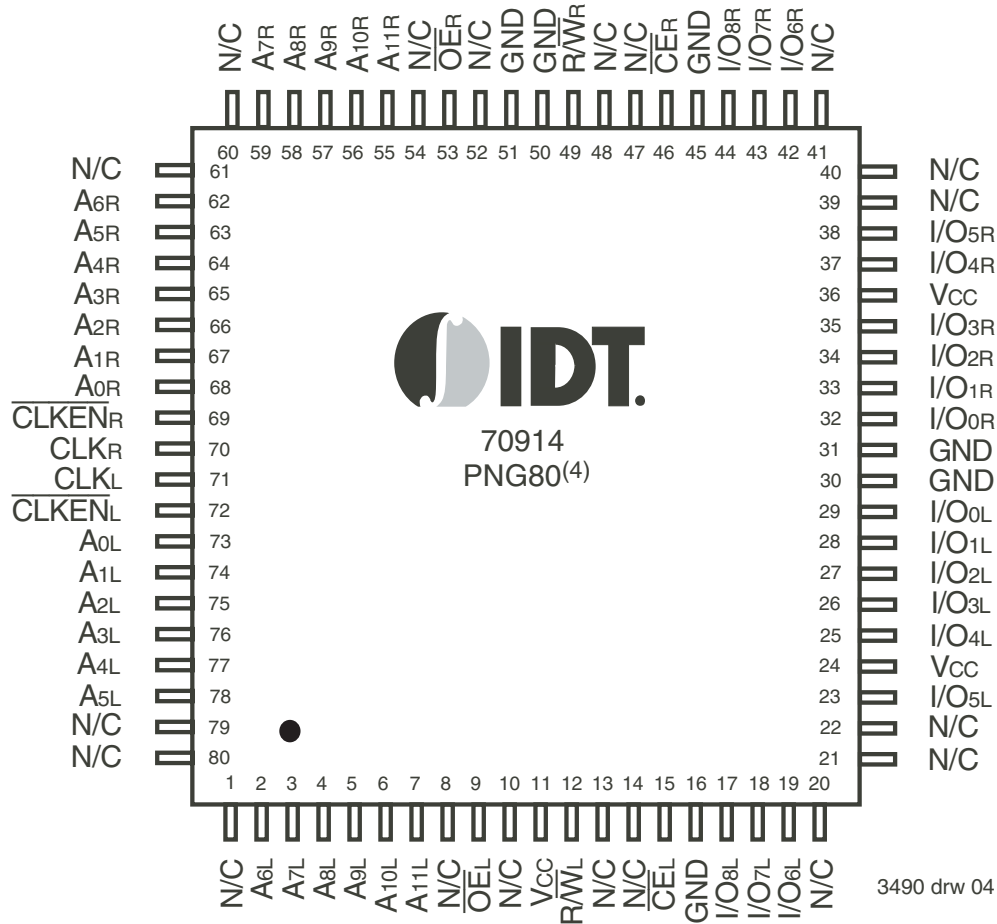 N/C A7R A8R A9R A10R A11R N/C OER N/C GND GND R/WR N/C N/C CER GND I/O8R I/O7R I/O6R N/C
60 59 58 57 56 55 54 53 52 51 50 49 48 47 46 45 44 43 42 41
N/C 61 40 N/C
A6R 62 39 N/C
A5R 63 38 I/O5R
A4R 64 37 I/O4R
A3R 65 36 VCC
A2R 66 35 I/O3R
A1R 67 34 I/O2R
A0R 68 33 I/O1R
CLKENR 69 32 I/O0R
CLKR 70 31 GND
CLKL 71 30 GND
CLKENL 72 29 I/O0L
A0L 73 28 I/O1L
A1L 74 27 I/O2L
A2L 75 26 I/O3L
A3L 76 25 I/O4L
A4L 77 24 VCC
A5L 78 23 I/O5L
N/C 79 22 N/C
N/C 80 21 N/C
IDT.
70914
PNG80(4)
1 2 3 4 5 6 7 8 9 10 11 12 13 14 15 16 17 18 19 20
N/C A6L A7L A8L A9L A10L A11L N/C OEL N/C VCC R/WL N/C N/C CEL GND I/O8L I/O7L I/O6L N/C
3490 drw 04